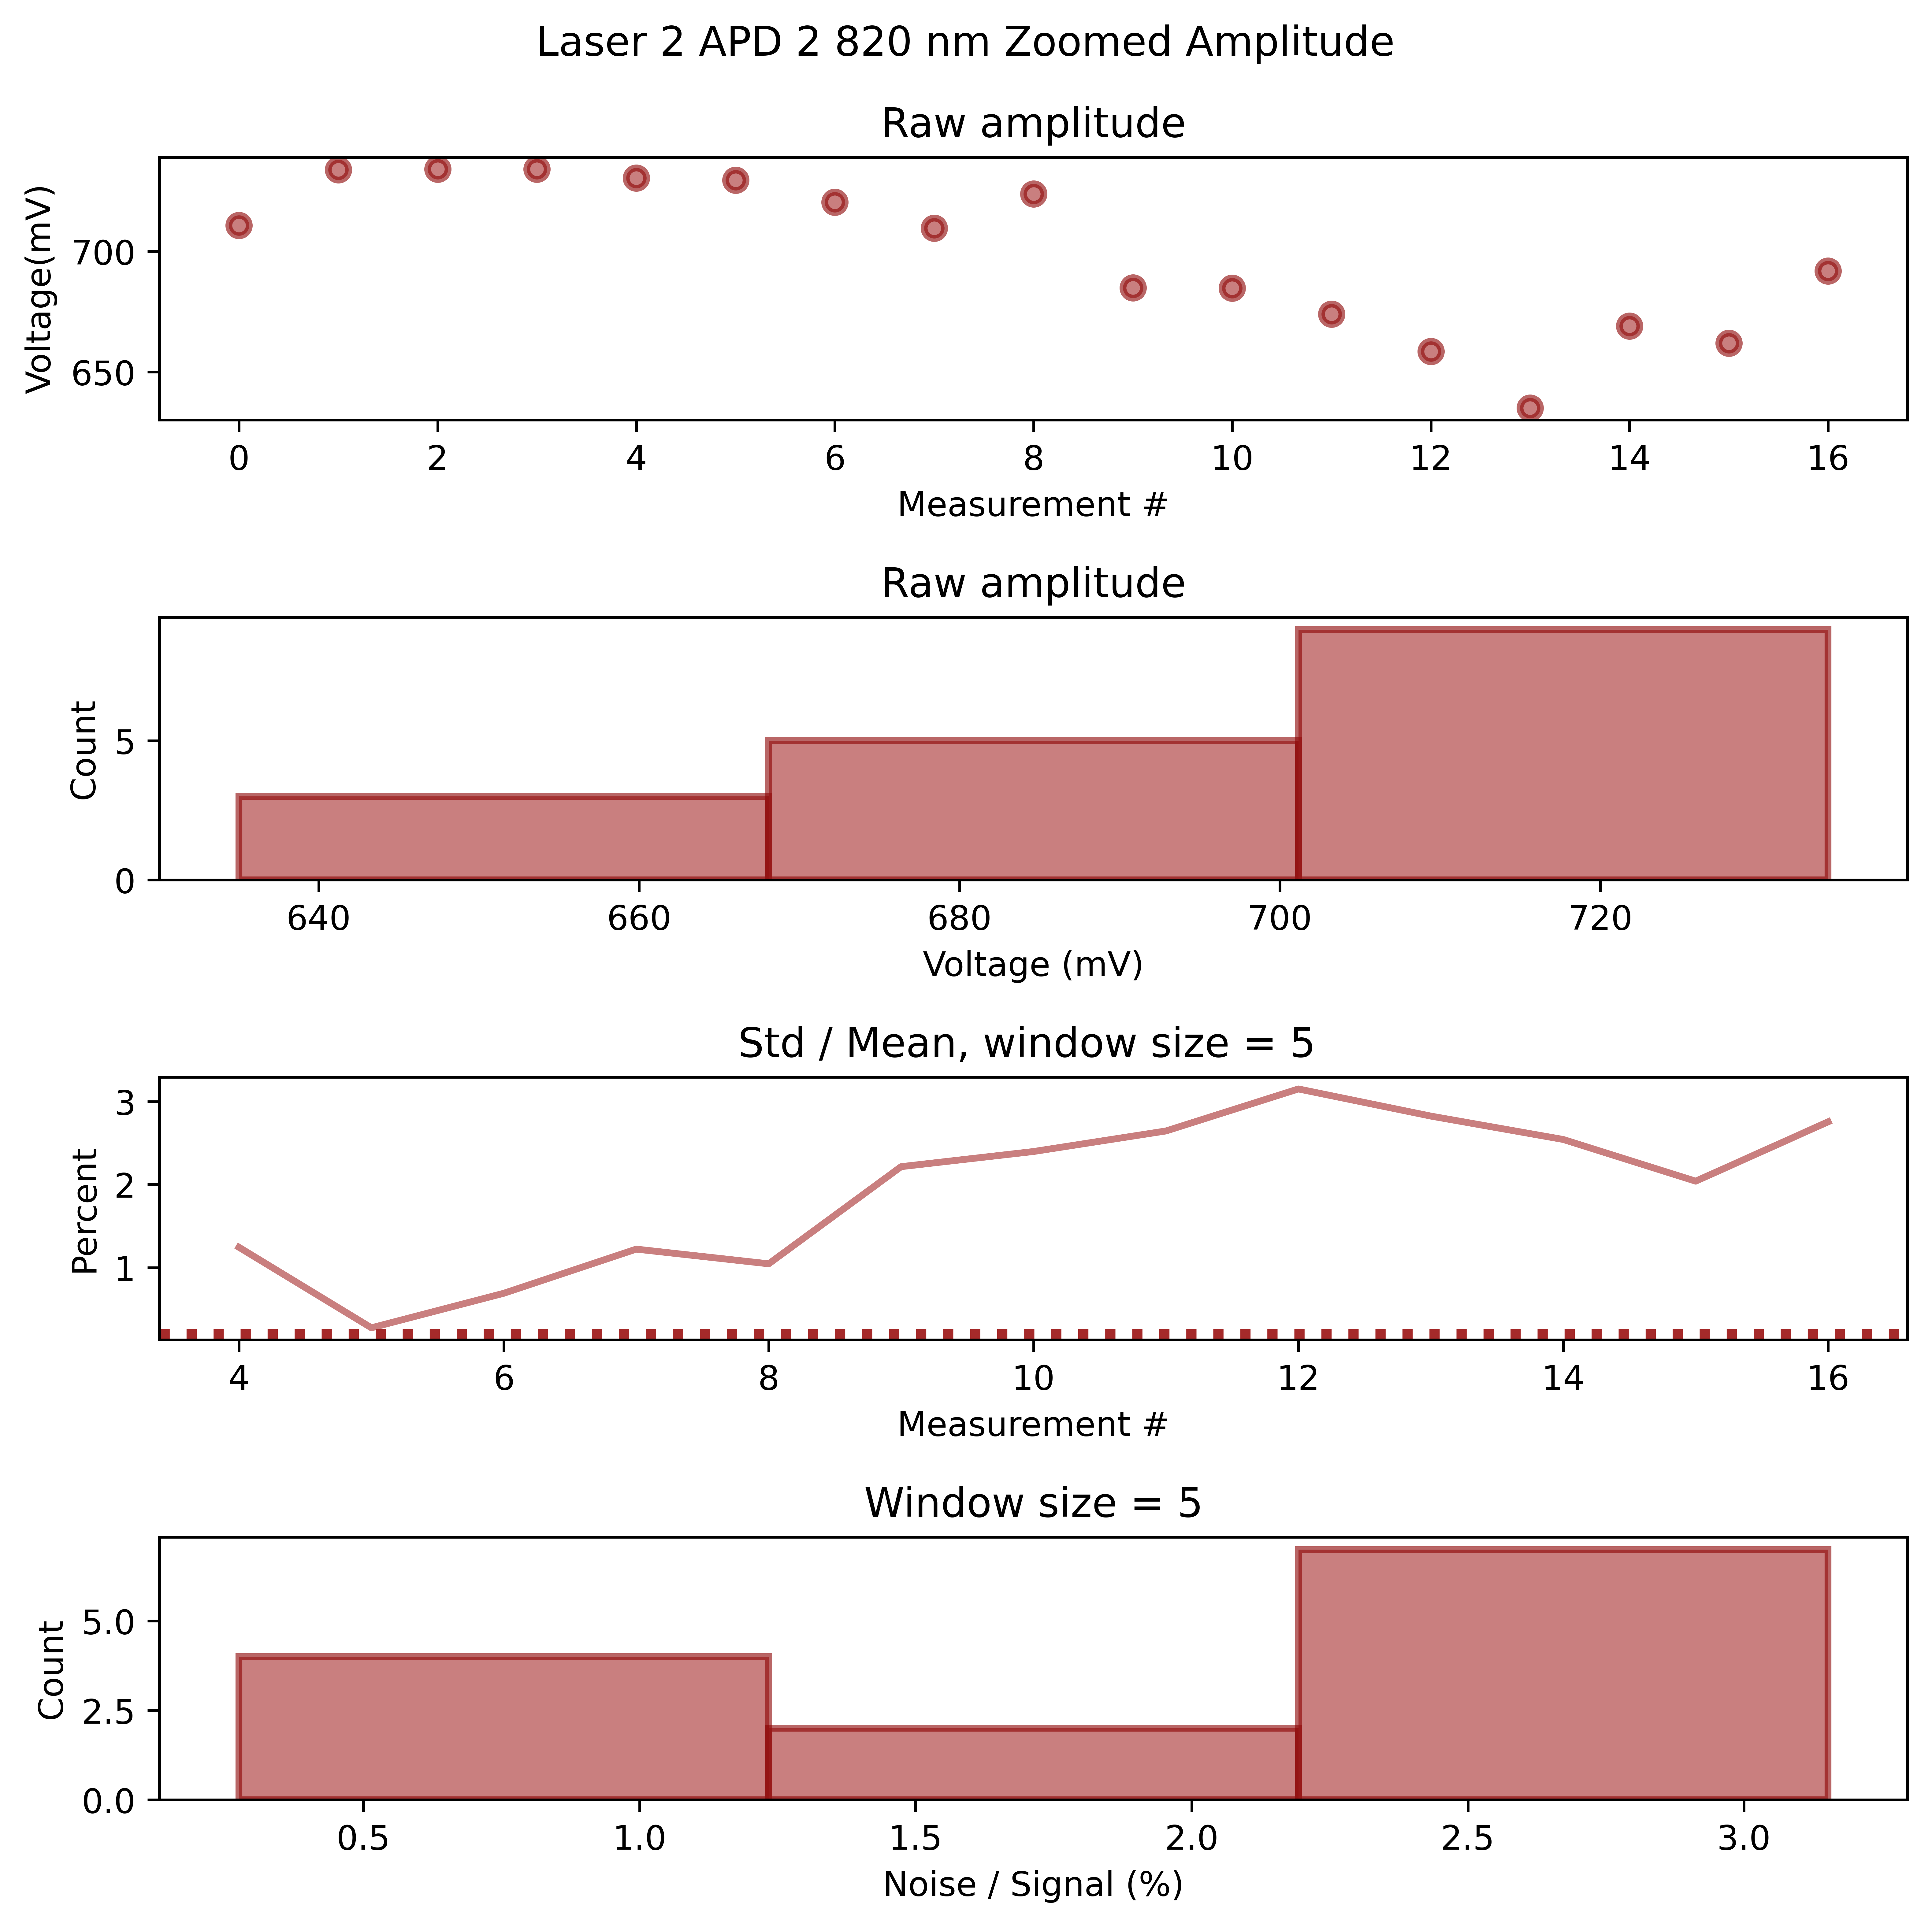 Laser 2 APD 2 820 nm Zoomed Amplitude
Raw amplitude
Voltage(mV)
700
650
0 2 4 6 8 10 12 14 16
Measurement #
Raw amplitude
Count
5
0
640 660 680 700 720
Voltage (mV)
Std / Mean, window size = 5
Percent
3
2
1
4 6 8 10 12 14 16
Measurement #
Window size = 5
Count
5.0
2.5
0.0
0.5 1.0 1.5 2.0 2.5 3.0
Noise / Signal (%)